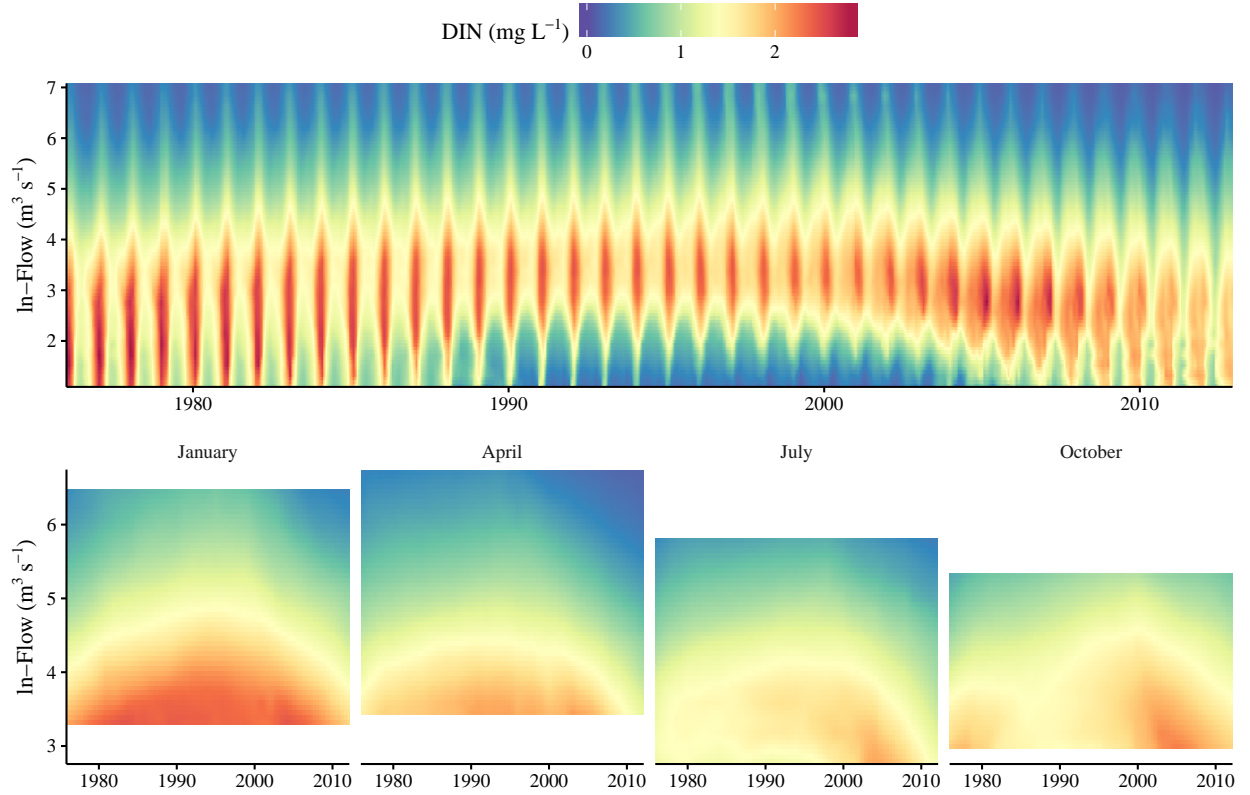 DIN (mg L⁻¹)
0 1 2
ln−Flow (m³ s⁻¹)
7
6
5
4
3
2
1980 1990 2000 2010
January April July October
ln−Flow (m³ s⁻¹)
6
5
4
3
1980 1990 2000 2010 1980 1990 2000 2010 1980 1990 2000 2010 1980 1990 2000 2010